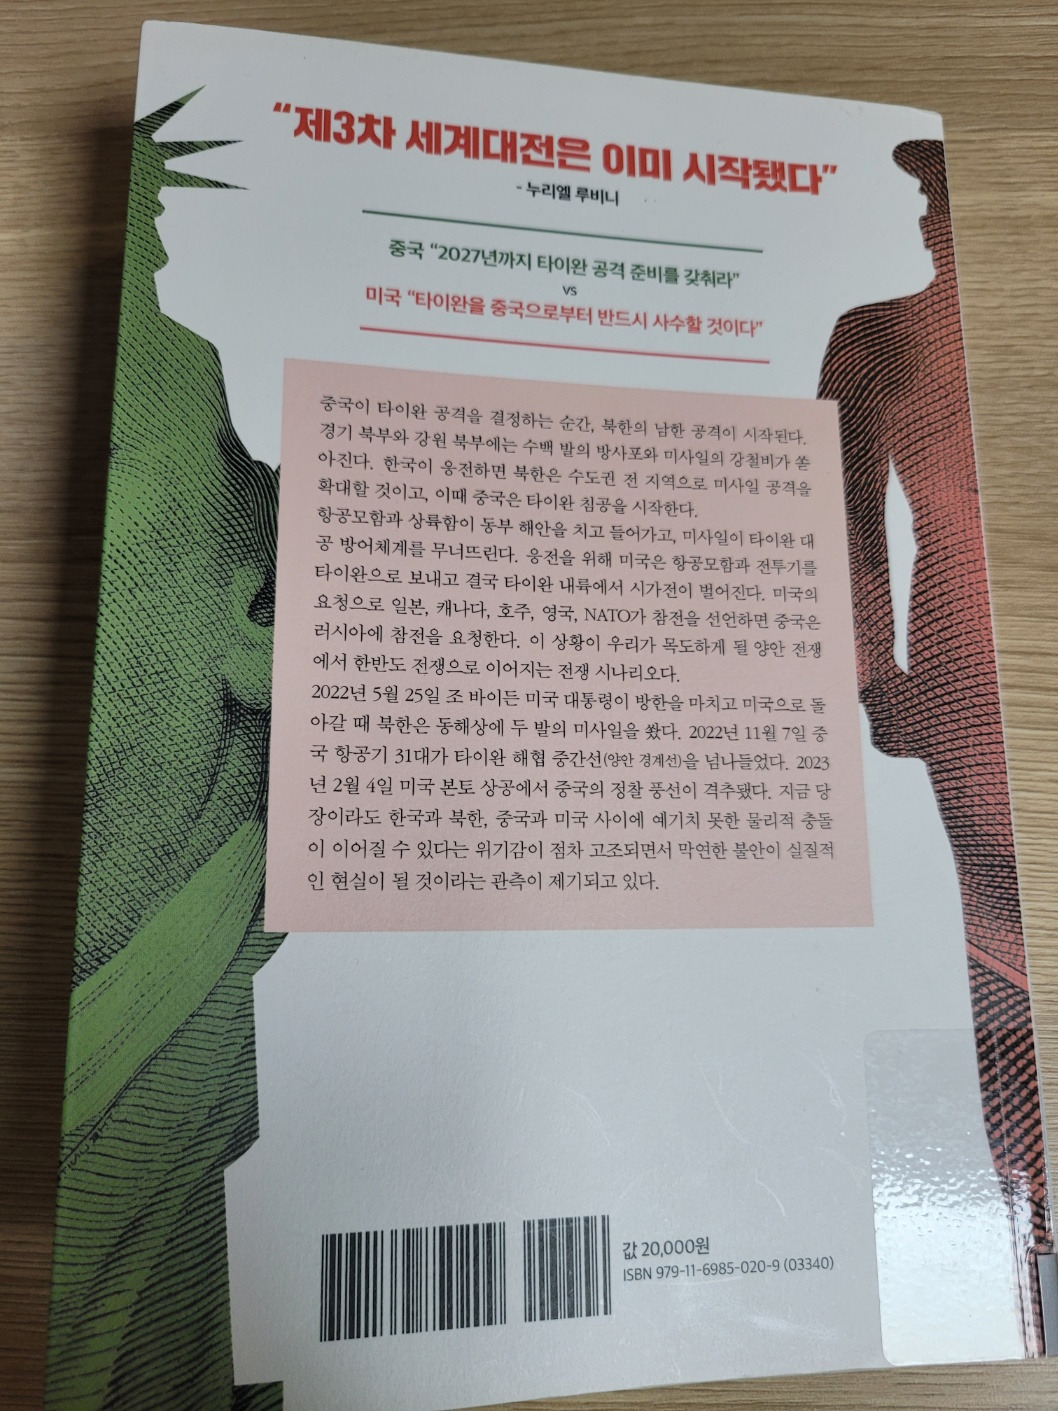 “제3차 세계대전은 이미 시작됐다”
- 누리엘 루비니
중국 “2027년까지 타이완 공격 준비를 갖춰라”
vs
미국 “타이완을 중국으로부터 반드시 사수할 것이다”
중국이 타이완 공격을 결정하는 순간, 북한의 남한 공격이 시작된다.
경기 북부와 강원 북부에는 수백 발의 방사포와 미사일의 강철비가 쏟
아진다. 한국이 응전하면 북한은 수도권 전 지역으로 미사일 공격을
확대할 것이고, 이때 중국은 타이완 침공을 시작한다.
항공모함과 상륙함이 동부 해안을 치고 들어가고, 미사일이 타이완 대
공 방어체계를 무너뜨린다. 응전을 위해 미국은 항공모함과 전투기를
타이완으로 보내고 결국 타이완 내륙에서 시가전이 벌어진다. 미국의
요청으로 일본, 캐나다, 호주, 영국, NATO가 참전을 선언하면 중국은
러시아에 참전을 요청한다. 이 상황이 우리가 목도하게 될 양안 전쟁
에서 한반도 전쟁으로 이어지는 전쟁 시나리오다.
2022년 5월 25일 조 바이든 미국 대통령이 방한을 마치고 미국으로 돌
아갈 때 북한은 동해상에 두 발의 미사일을 쐈다. 2022년 11월 7일 중
국 항공기 31대가 타이완 해협 중간선(양안 경계선)을 넘나들었다. 2023
년 2월 4일 미국 본토 상공에서 중국의 정찰 풍선이 격추됐다. 지금 당
장이라도 한국과 북한, 중국과 미국 사이에 예기치 못한 물리적 충돌
이 이어질 수 있다는 위기감이 점차 고조되면서 막연한 불안이 실질적
인 현실이 될 것이라는 관측이 제기되고 있다.
값 20,000원
ISBN 979-11-6985-020-9 (03340)